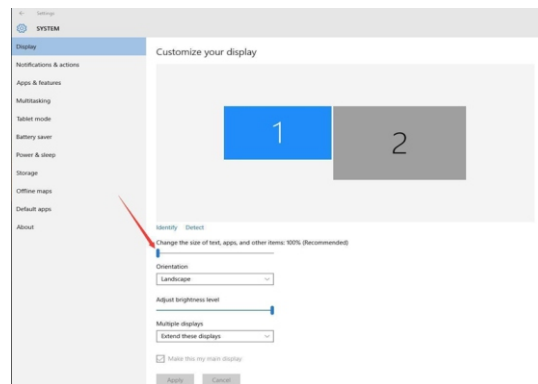 Settings
SYSTEM
Display
Notifications & actions
Apps & features
Multitasking
Tablet mode
Battery saver
Power & sleep
Storage
Offline maps
Default apps
About
Customize your display
1
2
Identify Detect
Change the size of text, apps, and other items: 100% (Recommended)
Orientation
Landscape
Adjust brightness level
Multiple displays
Extend these displays
Make this my main display
Apply Cancel